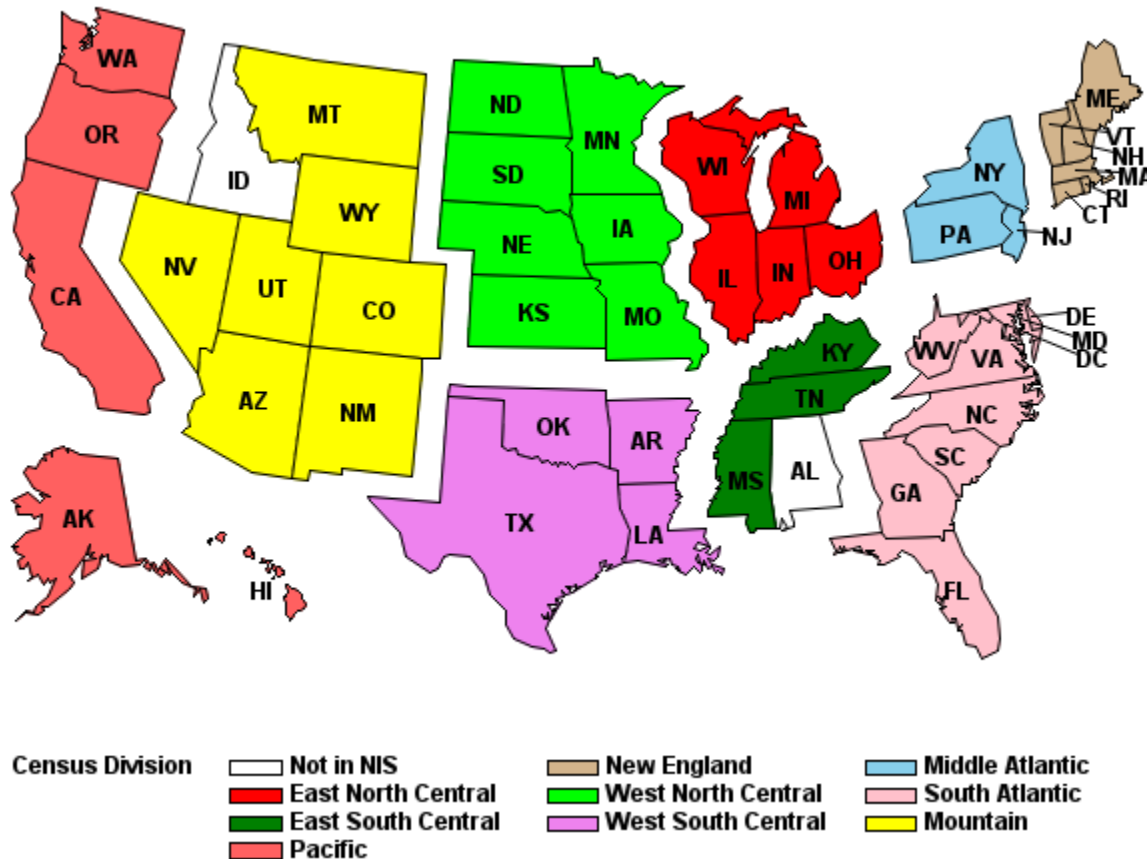 WA
OR
CA
AK
HI
MT
ID
WY
NV
UT
CO
AZ
NM
ND
SD
NE
KS
MN
IA
MO
OK
AR
TX
LA
WI
MI
IL
IN
OH
KY
TN
MS
AL
NY
PA
NJ
ME
VT
NH
MA
RI
CT
DE
MD
DC
WV
VA
NC
SC
GA
FL
Census Division
Not in NIS
New England
Middle Atlantic
East North Central
West North Central
South Atlantic
East South Central
West South Central
Mountain
Pacific